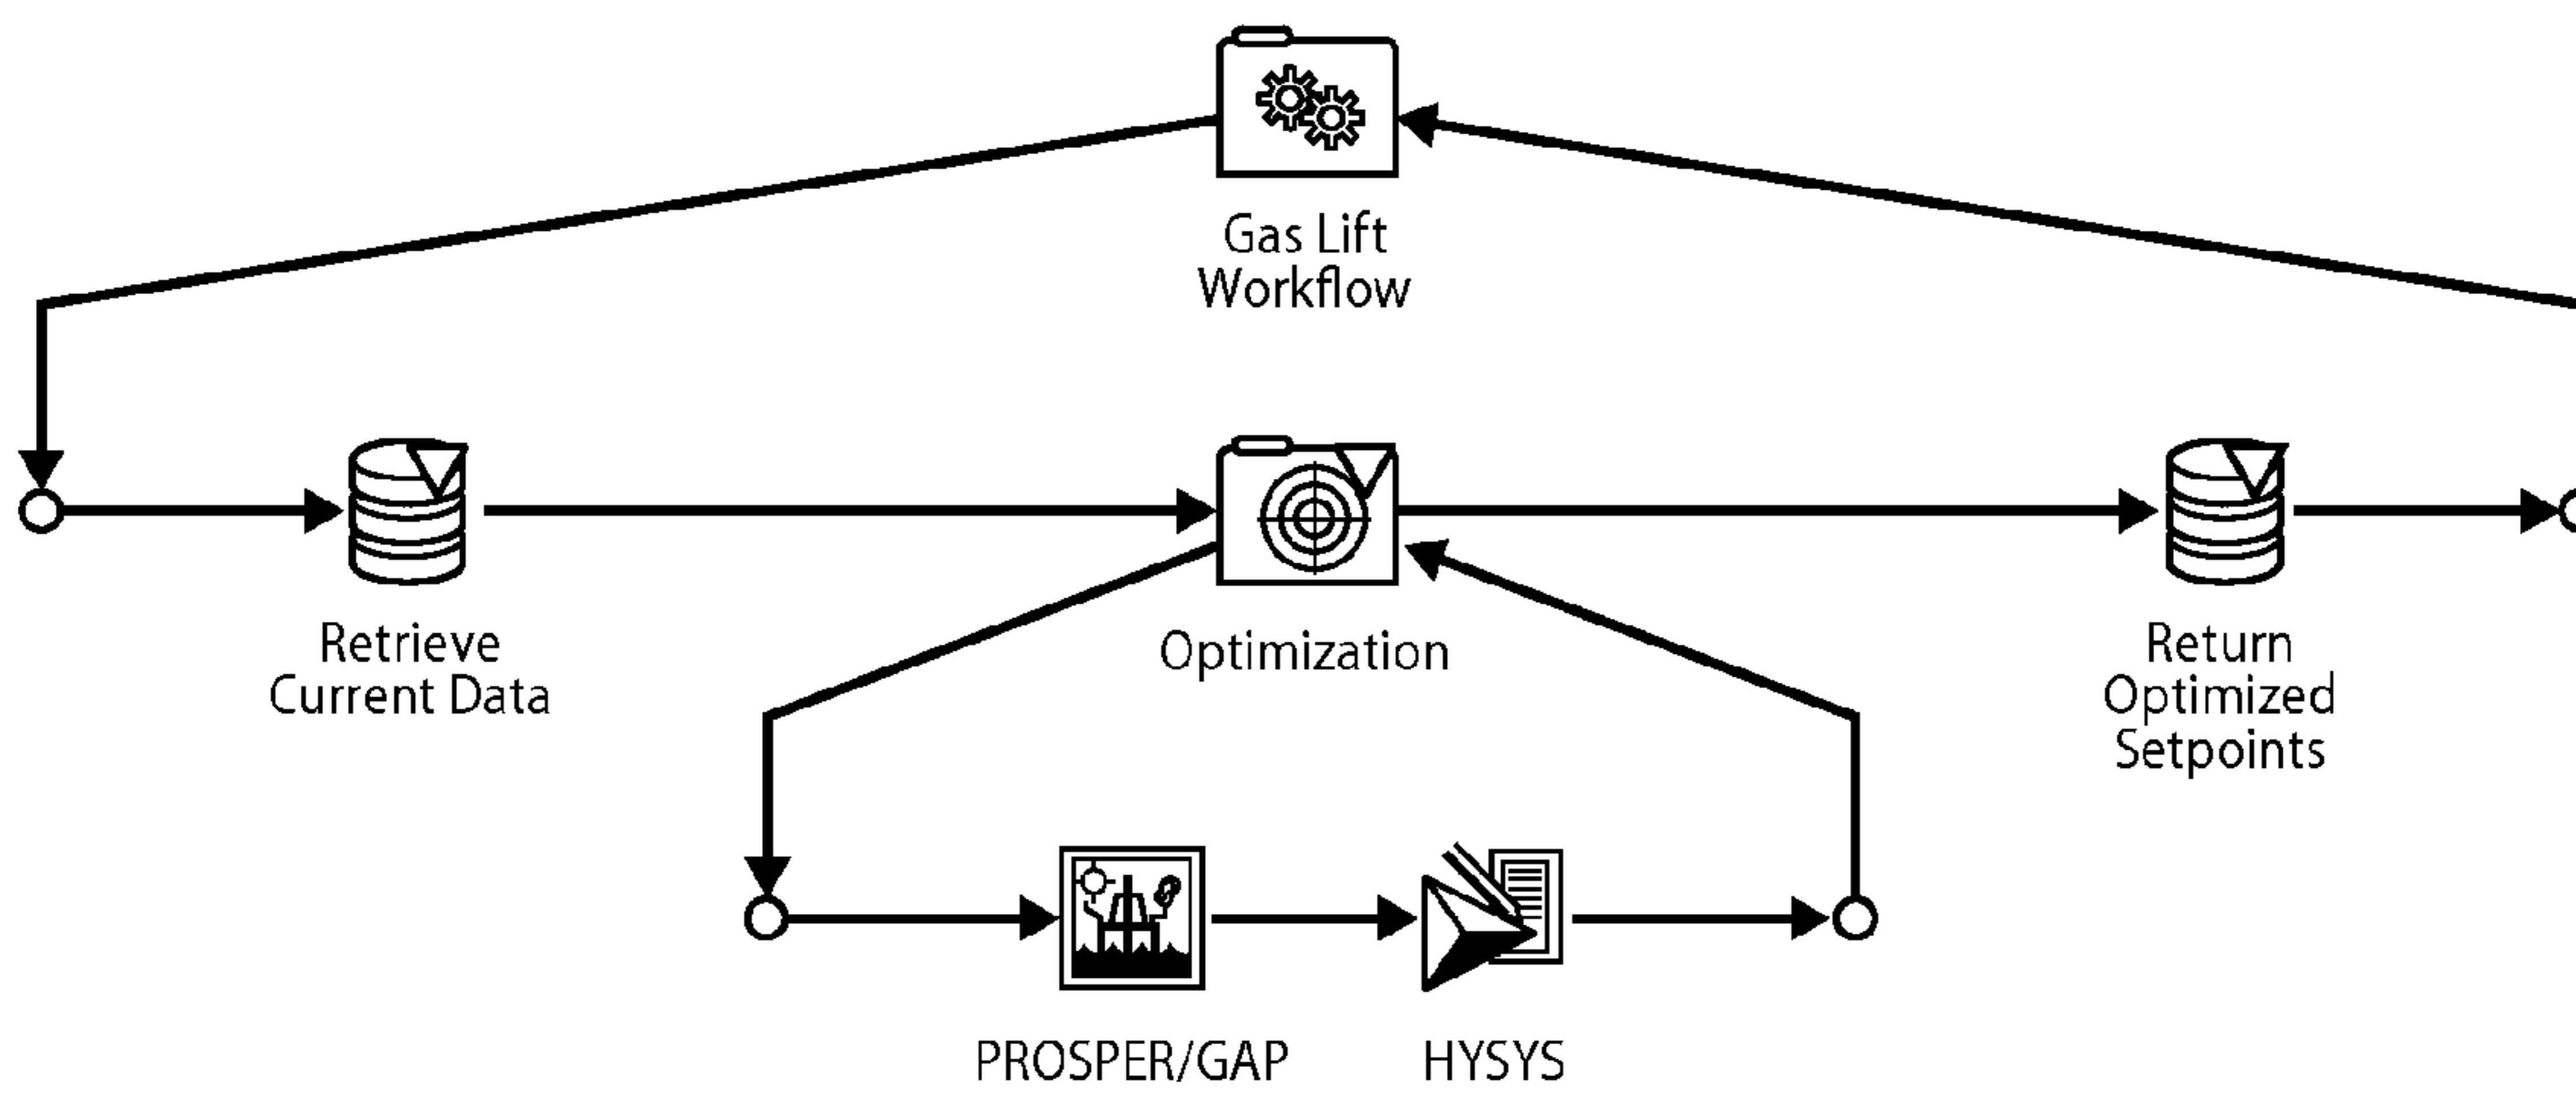 Gas Lift
Workflow
Retrieve
Current Data
Optimization
Return
Optimized
Setpoints
PROSPER/GAP
HYSYS